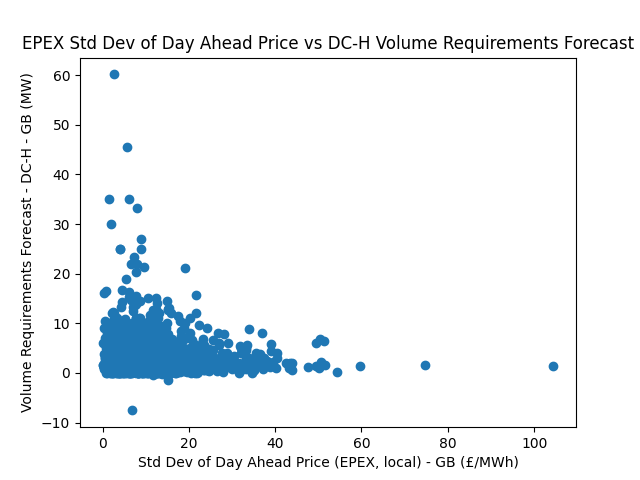 EPEX Std Dev of Day Ahead Price vs DC-H Volume Requirements Forecast
Volume Requirements Forecast - DC-H - GB (MW)
60
50
40
30
20
10
0
−10
0 20 40 60 80 100
Std Dev of Day Ahead Price (EPEX, local) - GB (£/MWh)